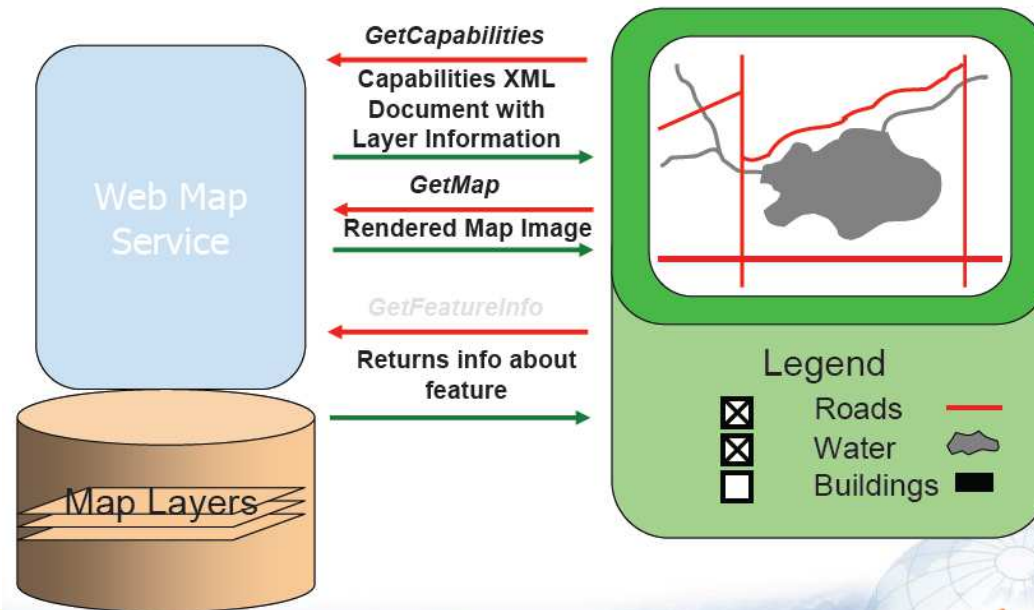 GetCapabilities
Capabilities XML
Document with
Layer Information
GetMap
Rendered Map Image
GetFeatureInfo
Returns info about
feature
Web Map
Service
Map Layers
Legend
Roads
Water
Buildings